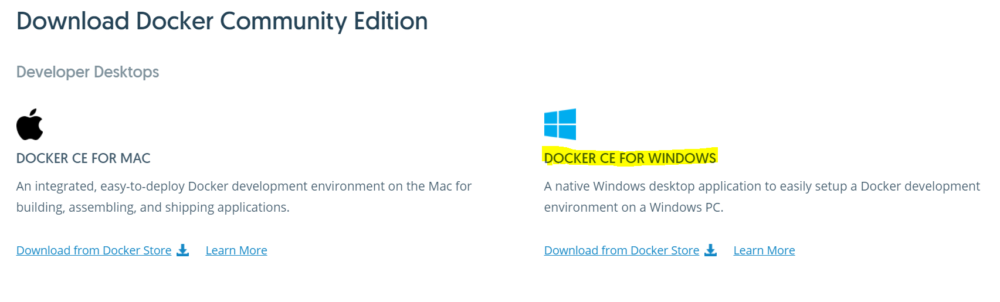 Download Docker Community Edition
Developer Desktops
DOCKER CE FOR MAC
An integrated, easy-to-deploy Docker development environment on the Mac for
building, assembling, and shipping applications.
Download from Docker Store Learn More
DOCKER CE FOR WINDOWS
A native Windows desktop application to easily setup a Docker development
environment on a Windows PC.
Download from Docker Store Learn More